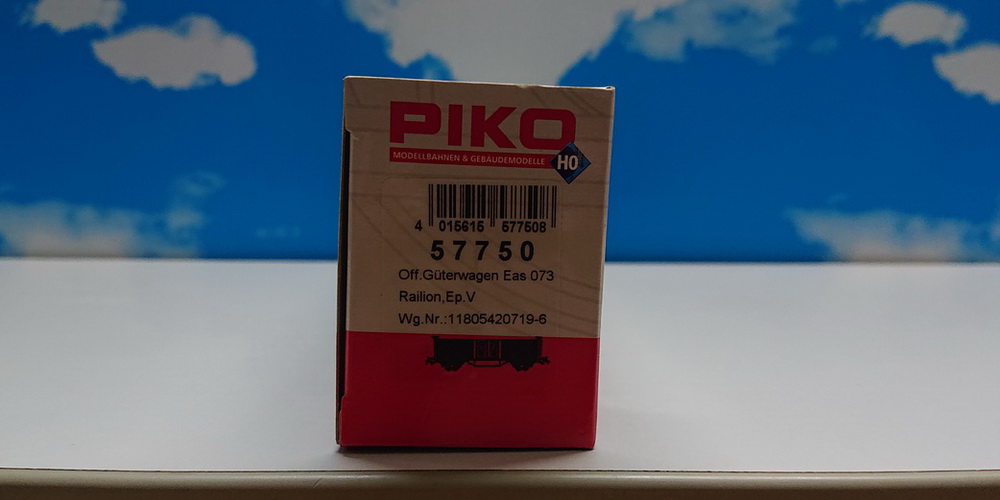 PIKO
MODELLBAHNEN & GEBÄUDEMODELLE
H0
4 015615 577508
57750
Off.Güterwagen Eas 073
Railion,Ep.V
Wg.Nr.:11805420719-6